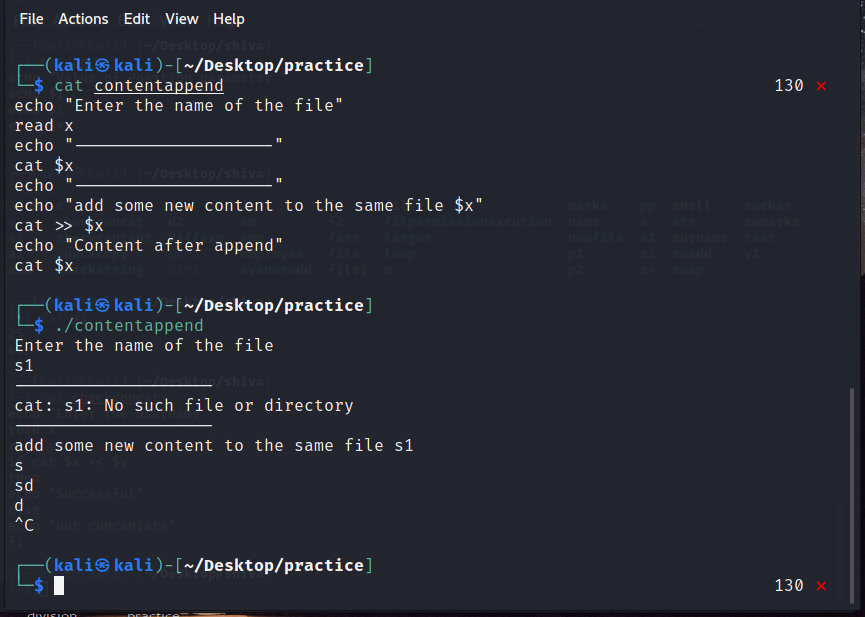 File Actions Edit View Help
┌──(kali㉿kali)-[~/Desktop/practice]
└─$ cat contentappend 130 ⨯
echo "Enter the name of the file"
read x
echo "————————————————————"
cat $x
echo "————————————————————"
echo "add some new content to the same file $x"
cat >> $x
echo "Content after append"
cat $x
┌──(kali㉿kali)-[~/Desktop/practice]
└─$ ./contentappend
Enter the name of the file
s1
————————————————————
cat: s1: No such file or directory
————————————————————
add some new content to the same file s1
s
sd
d
^C
┌──(kali㉿kali)-[~/Desktop/practice]
└─$ 130 ⨯